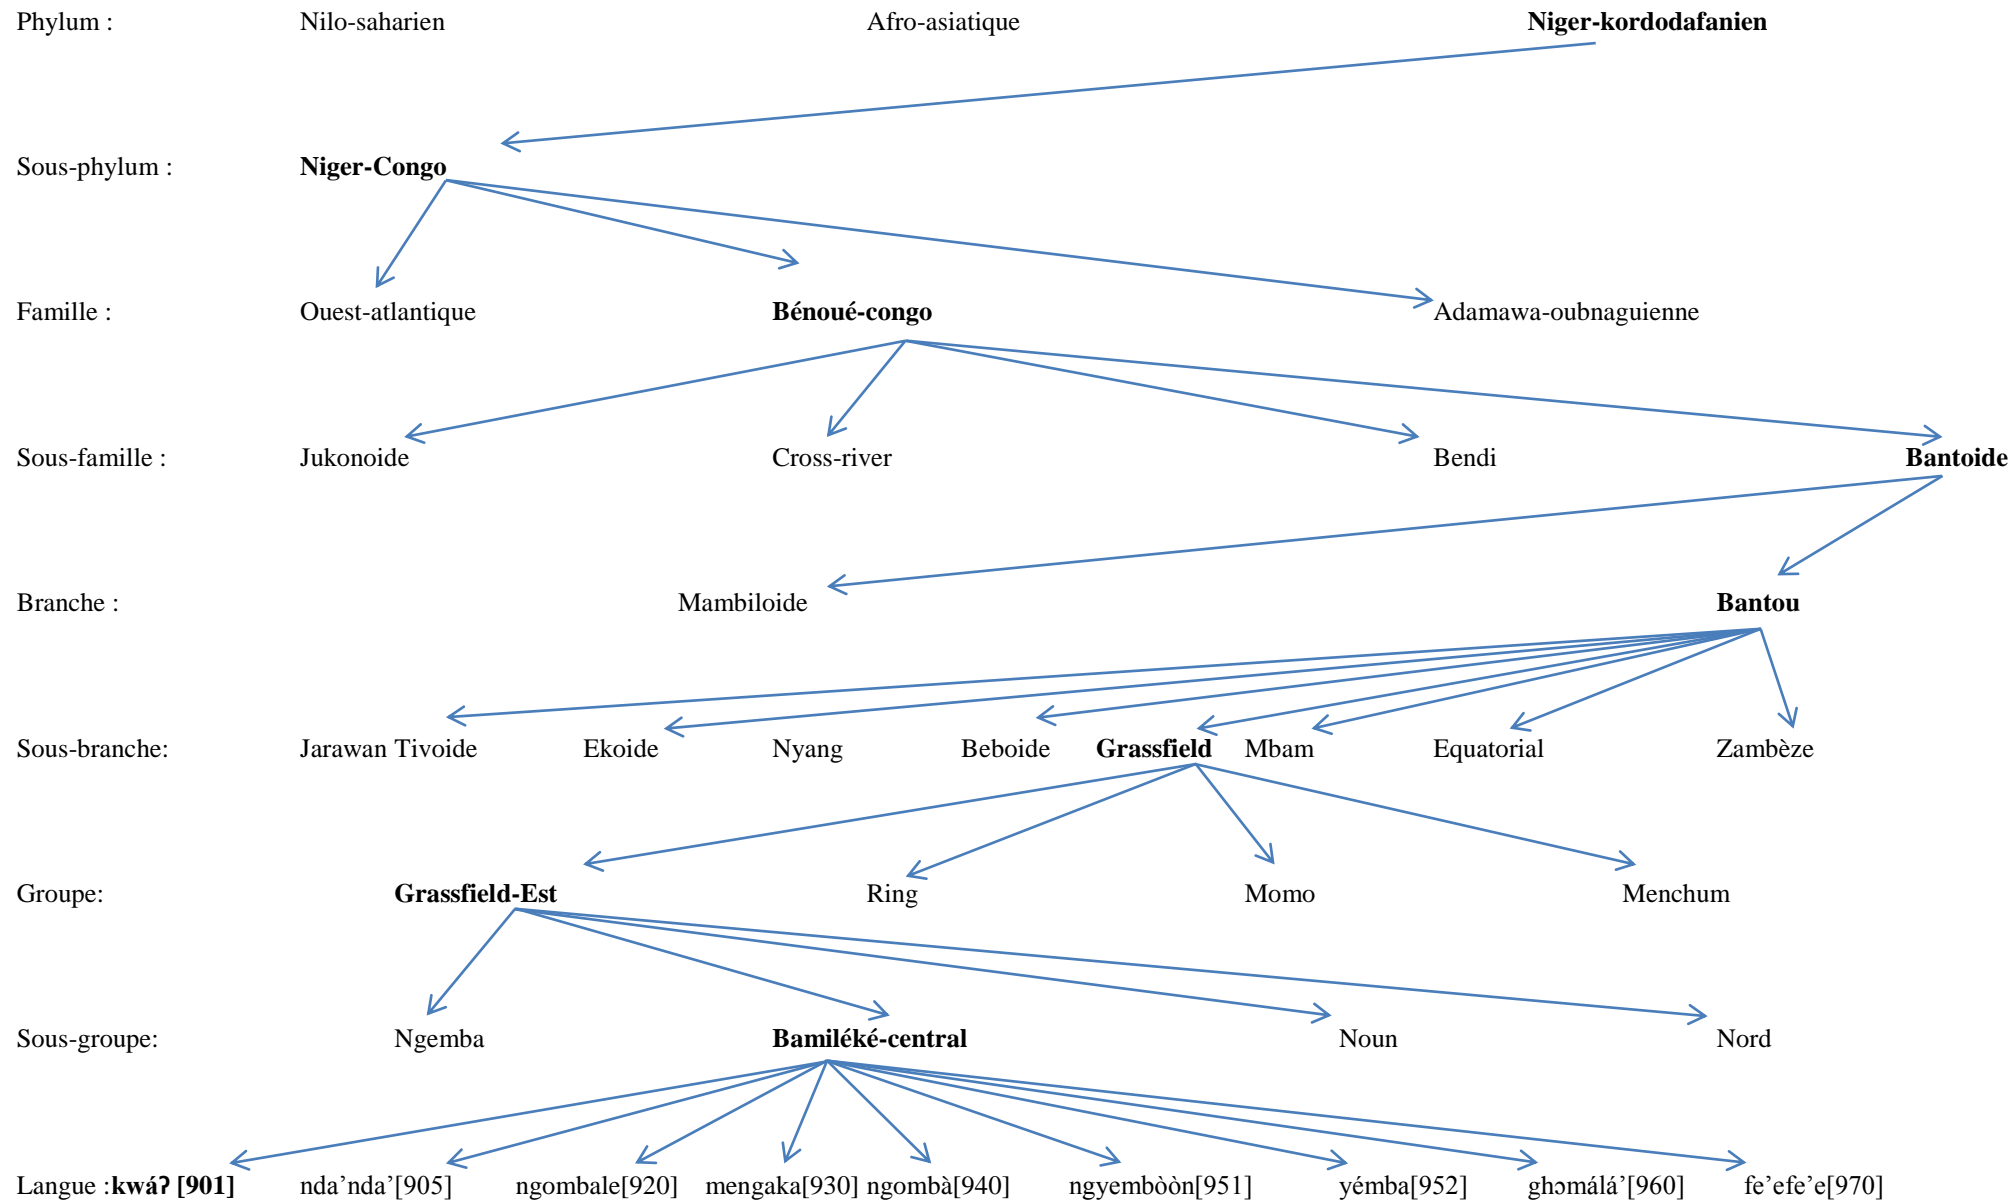 Phylum : Nilo-saharien Afro-asiatique Niger-kordodafanien
Sous-phylum : Niger-Congo
Famille : Ouest-atlantique Bénoué-congo Adamawa-oubnaguienne
Sous-famille : Jukonoide Cross-river Bendi Bantoide
Branche : Mambiloide Bantou
Sous-branche: Jarawan Tivoide Ekoide Nyang Beboide Grassfield Mbam Equatorial Zambèze
Groupe: Grassfield-Est Ring Momo Menchum
Sous-groupe: Ngemba Bamiléké-central Noun Nord
Langue :kwáʔ [901] nda’nda’[905] ngombale[920] mengaka[930] ngombà[940] ngyembòòn[951] yémba[952] ghɔmálá’[960] fe’efe’e[970]